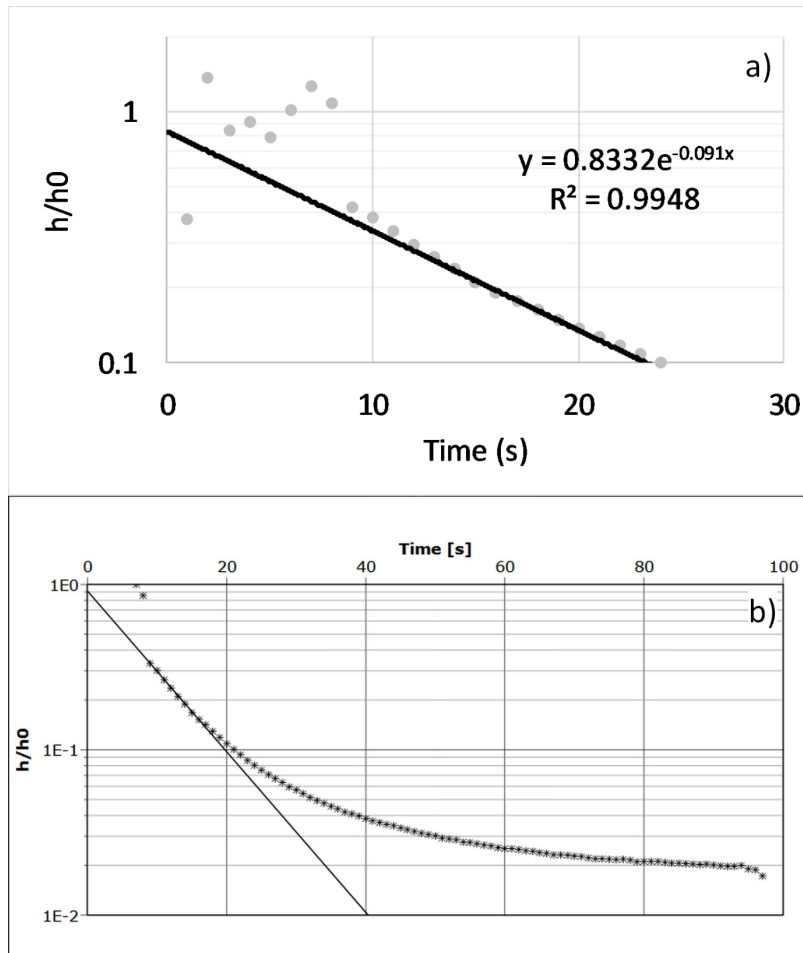 a)
1
y = 0.8332e^-0.091x
R² = 0.9948
h/h0
0.1
0 10 20 30
Time (s)
Time [s]
0 20 40 60 80 100
1E0
b)
h/h0
1E-1
1E-2